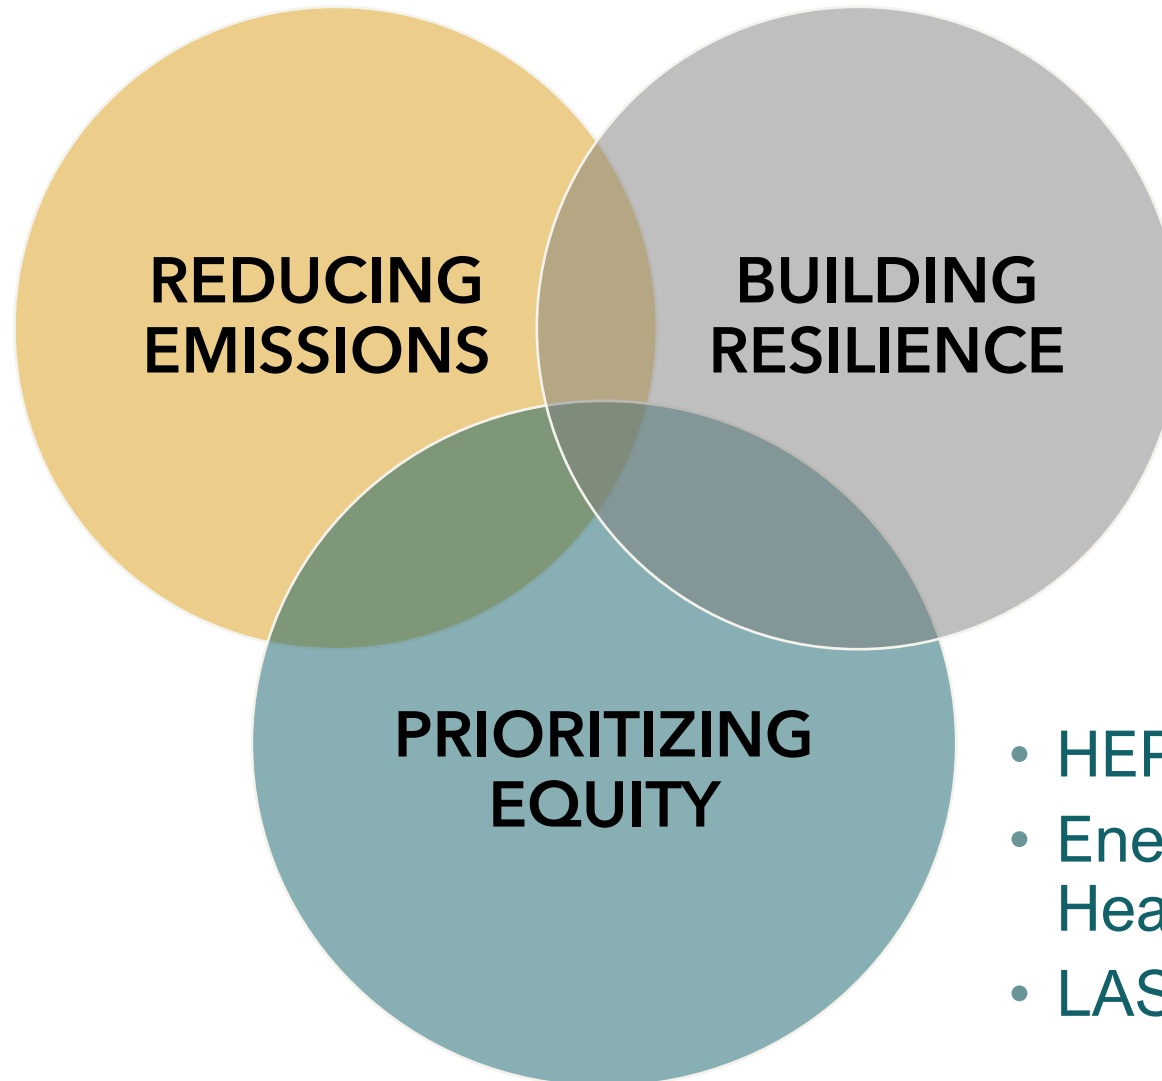 REDUCING
EMISSIONS
BUILDING
RESILIENCE
PRIORITIZING
EQUITY